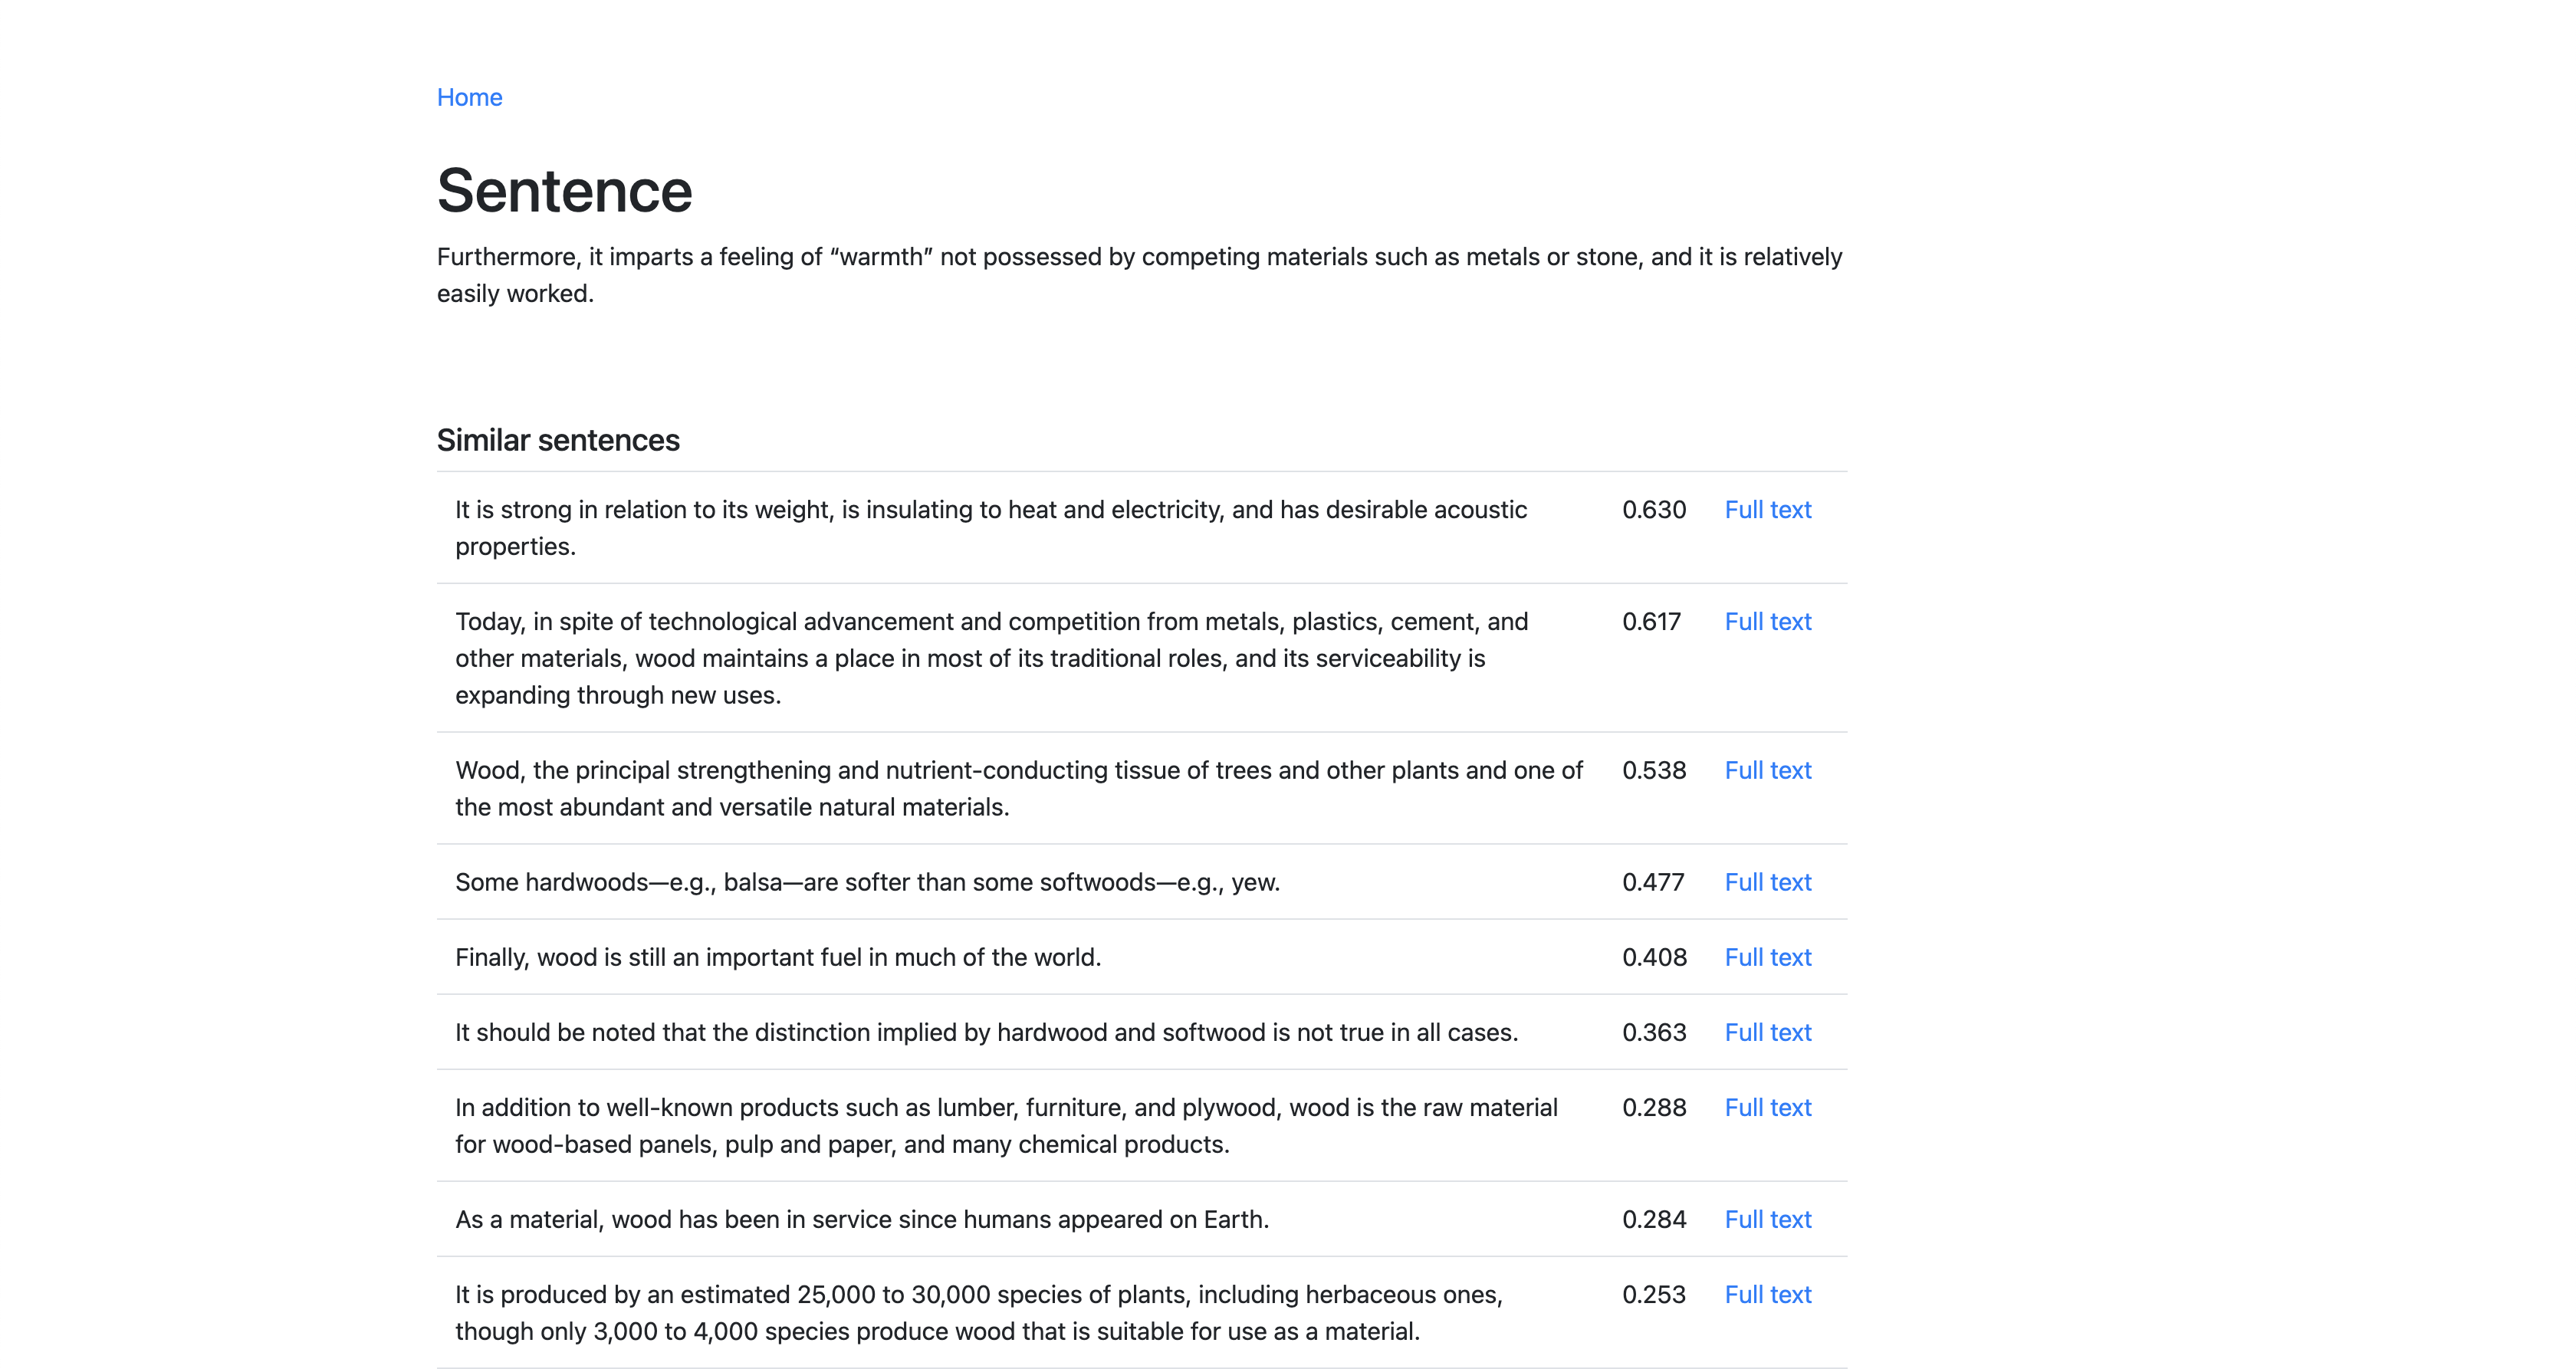 Home
Sentence
Furthermore, it imparts a feeling of “warmth” not possessed by competing materials such as metals or stone, and it is relatively
easily worked.
Similar sentences
It is strong in relation to its weight, is insulating to heat and electricity, and has desirable acoustic 0.630 Full text
properties.
Today, in spite of technological advancement and competition from metals, plastics, cement, and 0.617 Full text
other materials, wood maintains a place in most of its traditional roles, and its serviceability is
expanding through new uses.
Wood, the principal strengthening and nutrient-conducting tissue of trees and other plants and one of 0.538 Full text
the most abundant and versatile natural materials.
Some hardwoods—e.g., balsa—are softer than some softwoods—e.g., yew. 0.477 Full text
Finally, wood is still an important fuel in much of the world. 0.408 Full text
It should be noted that the distinction implied by hardwood and softwood is not true in all cases. 0.363 Full text
In addition to well-known products such as lumber, furniture, and plywood, wood is the raw material 0.288 Full text
for wood-based panels, pulp and paper, and many chemical products.
As a material, wood has been in service since humans appeared on Earth. 0.284 Full text
It is produced by an estimated 25,000 to 30,000 species of plants, including herbaceous ones, 0.253 Full text
though only 3,000 to 4,000 species produce wood that is suitable for use as a material.